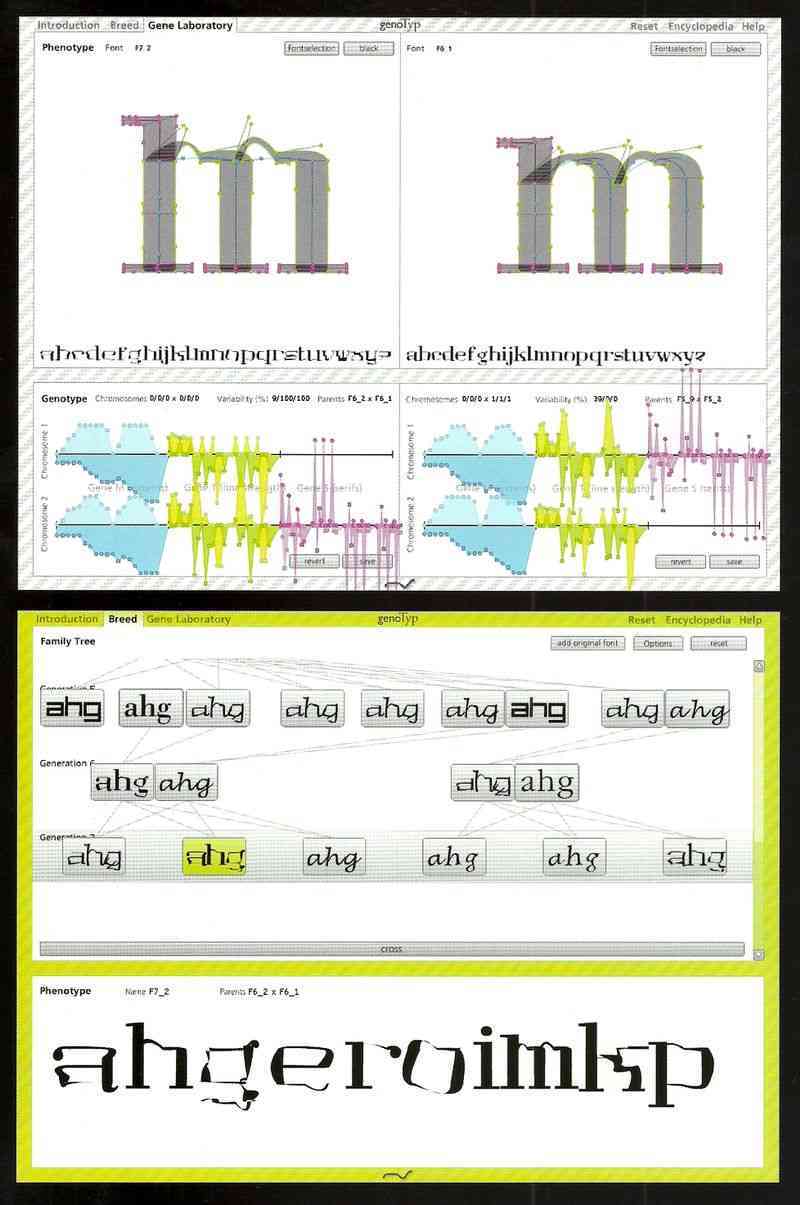 Introduction Breed Gene Laboratory genoTyp Reset Encyclopedia Help
Phenotype Font F7_2 Fontselection black
Font F6_1 Fontselection black
abcdefghijklmnopqrstuvwxyz
abcdefghijklmnopqrstuvwxyz
Genotype Chromosomes 0/0/0 x 0/0/0 Variability (%) 9/100/100 Parents F6_2 x F6_1
Chromosomes 0/0/0 x 1/1/1 Variability (%) 39/0/0 Parents F5_9 x F5_2
Chromosome 1
Chromosome 2
Gene T (line strength) Gene S (serifs)
revert save
Chromosome 1
Chromosome 2
Gene T (line strength) Gene S (serifs)
revert save
Introduction Breed Gene Laboratory genoTyp Reset Encyclopedia Help
Family Tree add original font Options reset
Generation 5
ahg ahg ahg ahg ahg ahg ahg ahg ahg
Generation 6
ahg ahg ahg ahg
Generation 7
ahg ahg ahg ahg ahg ahg
cross
Phenotype Name F7_2 Parents F6_2 x F6_1
ahgeroimkp